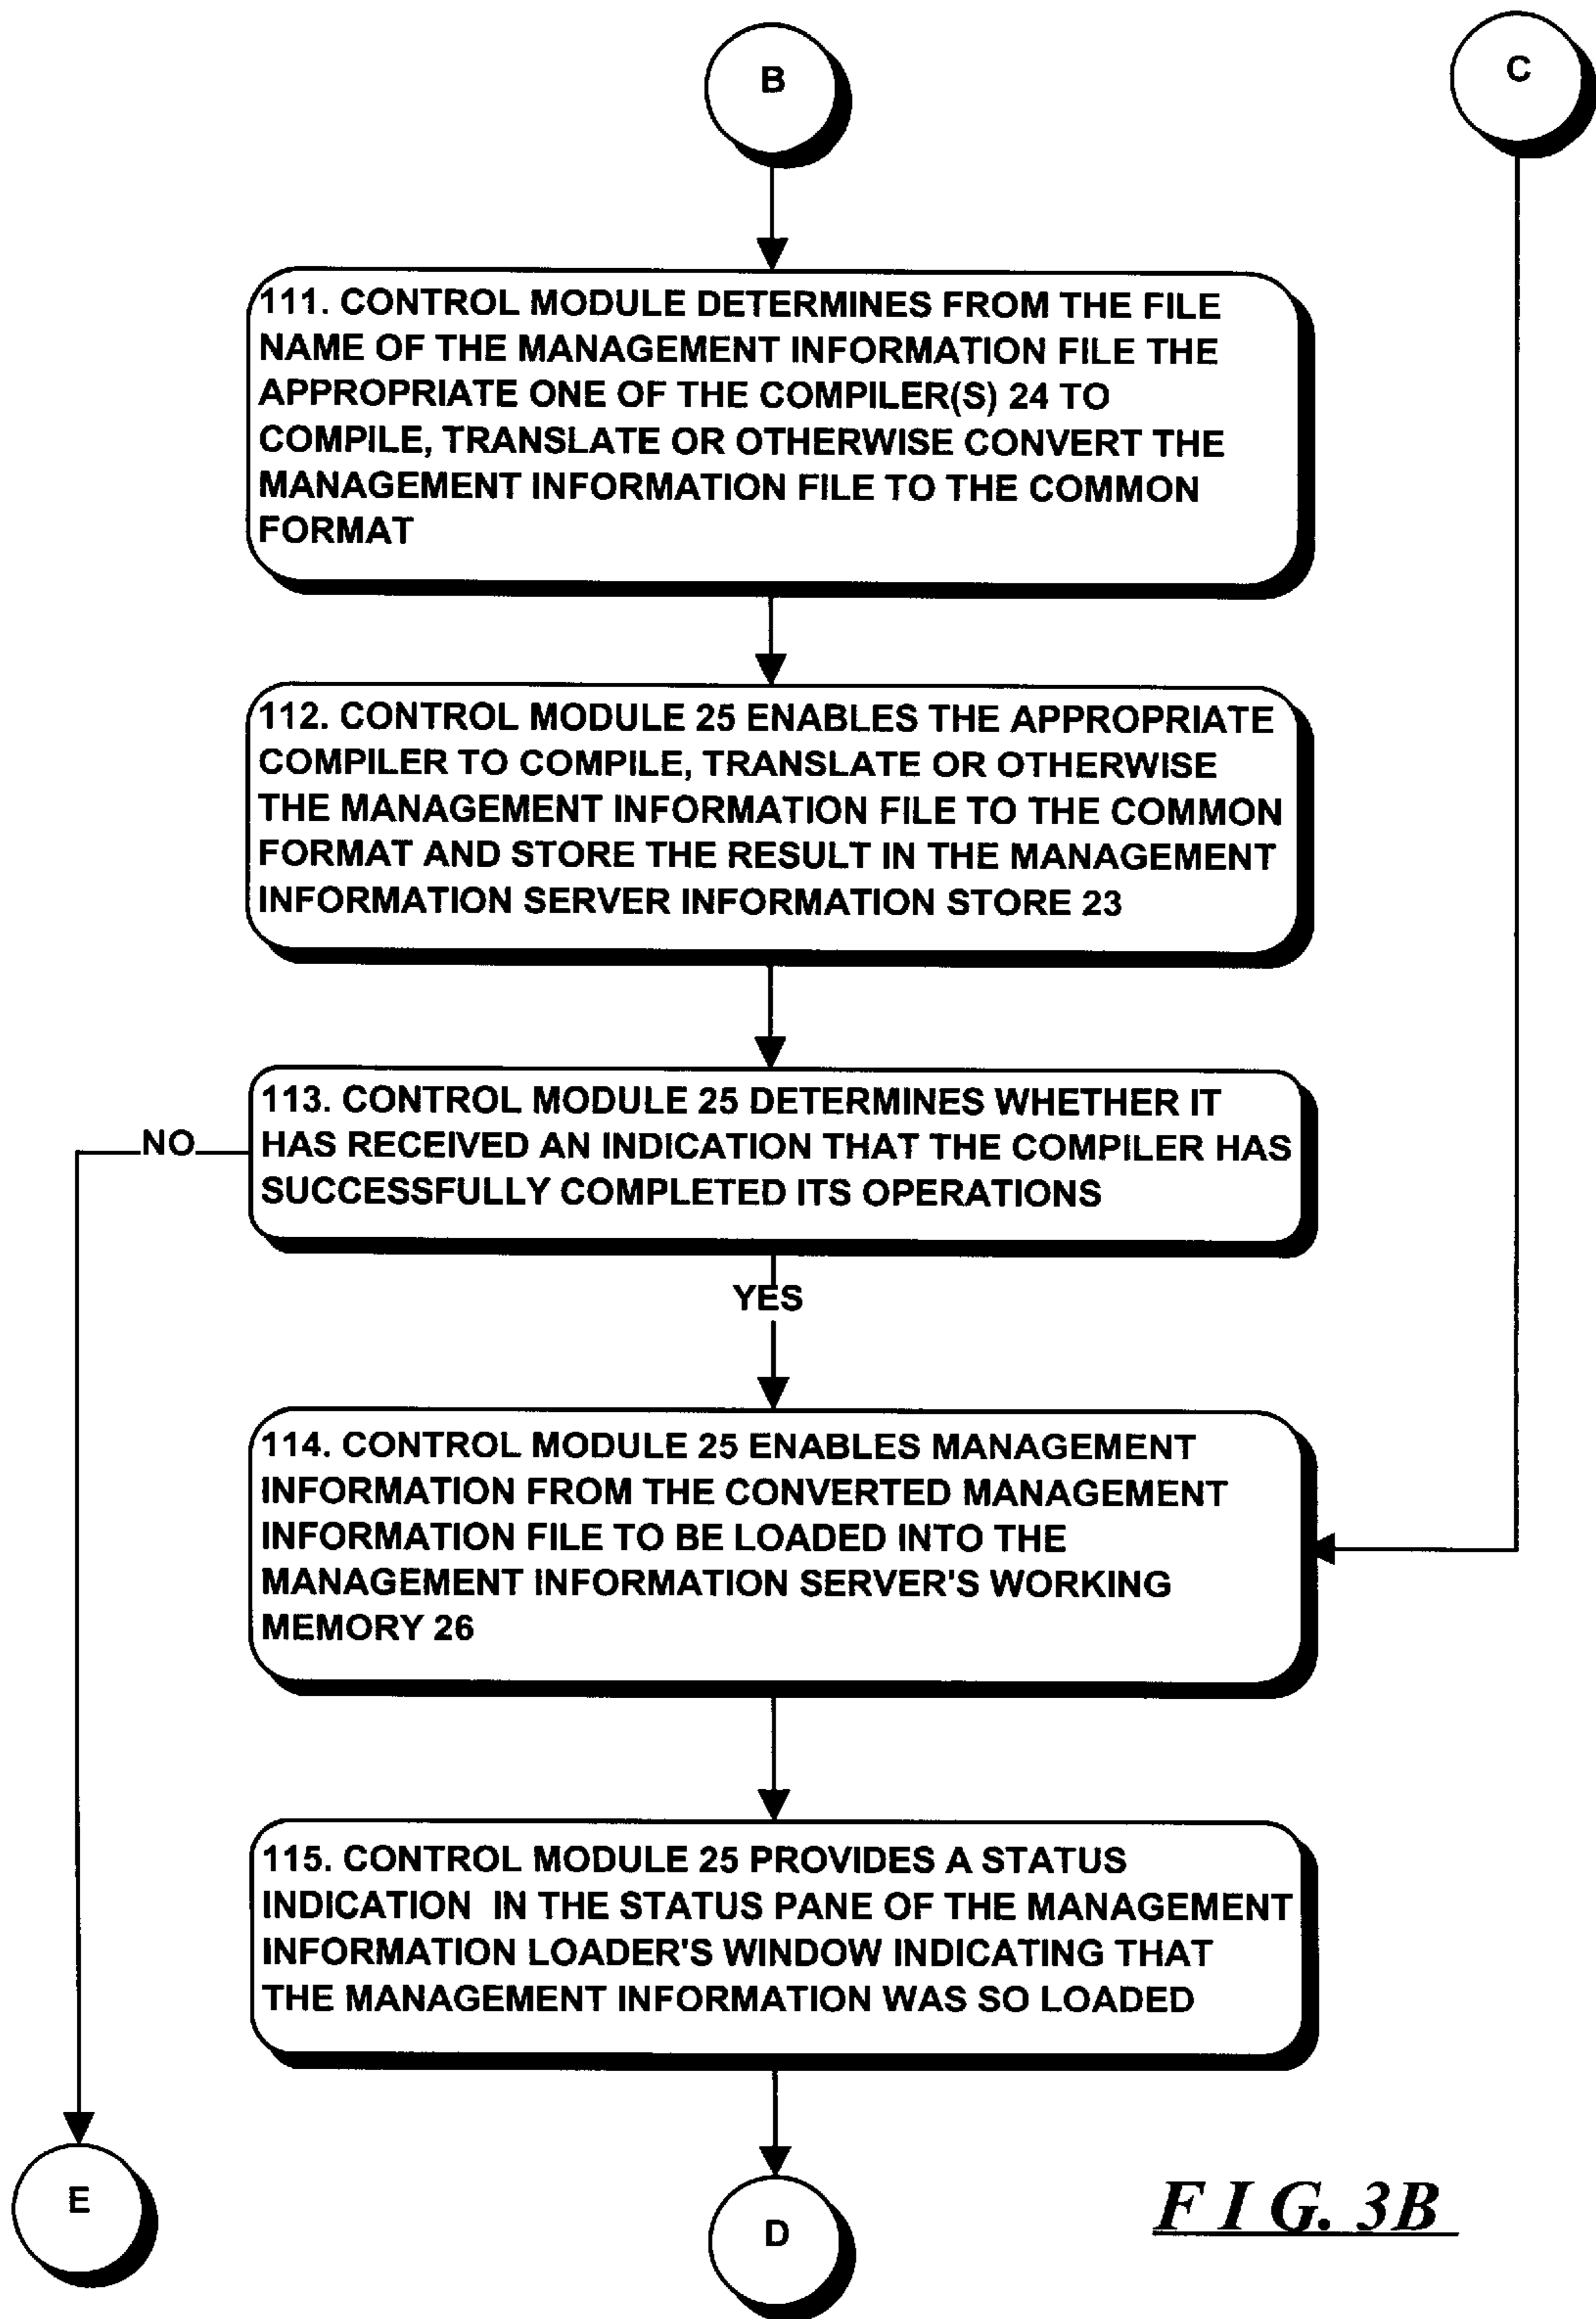 B
C
111. CONTROL MODULE DETERMINES FROM THE FILE
NAME OF THE MANAGEMENT INFORMATION FILE THE
APPROPRIATE ONE OF THE COMPILER(S) 24 TO
COMPILE, TRANSLATE OR OTHERWISE CONVERT THE
MANAGEMENT INFORMATION FILE TO THE COMMON
FORMAT
112. CONTROL MODULE 25 ENABLES THE APPROPRIATE
COMPILER TO COMPILE, TRANSLATE OR OTHERWISE
THE MANAGEMENT INFORMATION FILE TO THE COMMON
FORMAT AND STORE THE RESULT IN THE MANAGEMENT
INFORMATION SERVER INFORMATION STORE 23
113. CONTROL MODULE 25 DETERMINES WHETHER IT
HAS RECEIVED AN INDICATION THAT THE COMPILER HAS
SUCCESSFULLY COMPLETED ITS OPERATIONS
NO
YES
114. CONTROL MODULE 25 ENABLES MANAGEMENT
INFORMATION FROM THE CONVERTED MANAGEMENT
INFORMATION FILE TO BE LOADED INTO THE
MANAGEMENT INFORMATION SERVER'S WORKING
MEMORY 26
115. CONTROL MODULE 25 PROVIDES A STATUS
INDICATION IN THE STATUS PANE OF THE MANAGEMENT
INFORMATION LOADER'S WINDOW INDICATING THAT
THE MANAGEMENT INFORMATION WAS SO LOADED
E
D
FIG. 3B